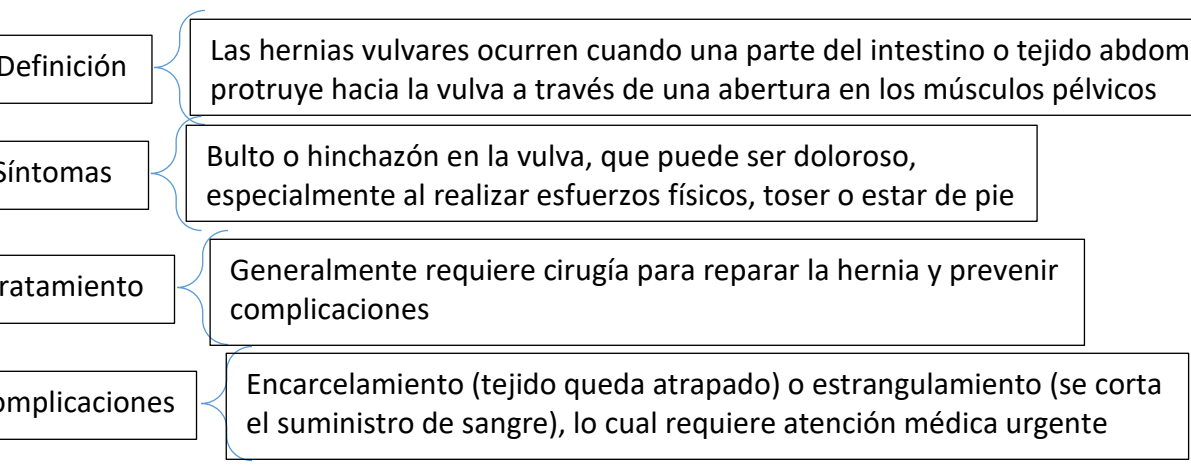 Definición
Las hernias vulvares ocurren cuando una parte del intestino o tejido abdom
protruye hacia la vulva a través de una abertura en los músculos pélvicos
Síntomas
Bulto o hinchazón en la vulva, que puede ser doloroso,
especialmente al realizar esfuerzos físicos, toser o estar de pie
ratamiento
Generalmente requiere cirugía para reparar la hernia y prevenir
complicaciones
omplicaciones
Encarcelamiento (tejido queda atrapado) o estrangulamiento (se corta
el suministro de sangre), lo cual requiere atención médica urgente